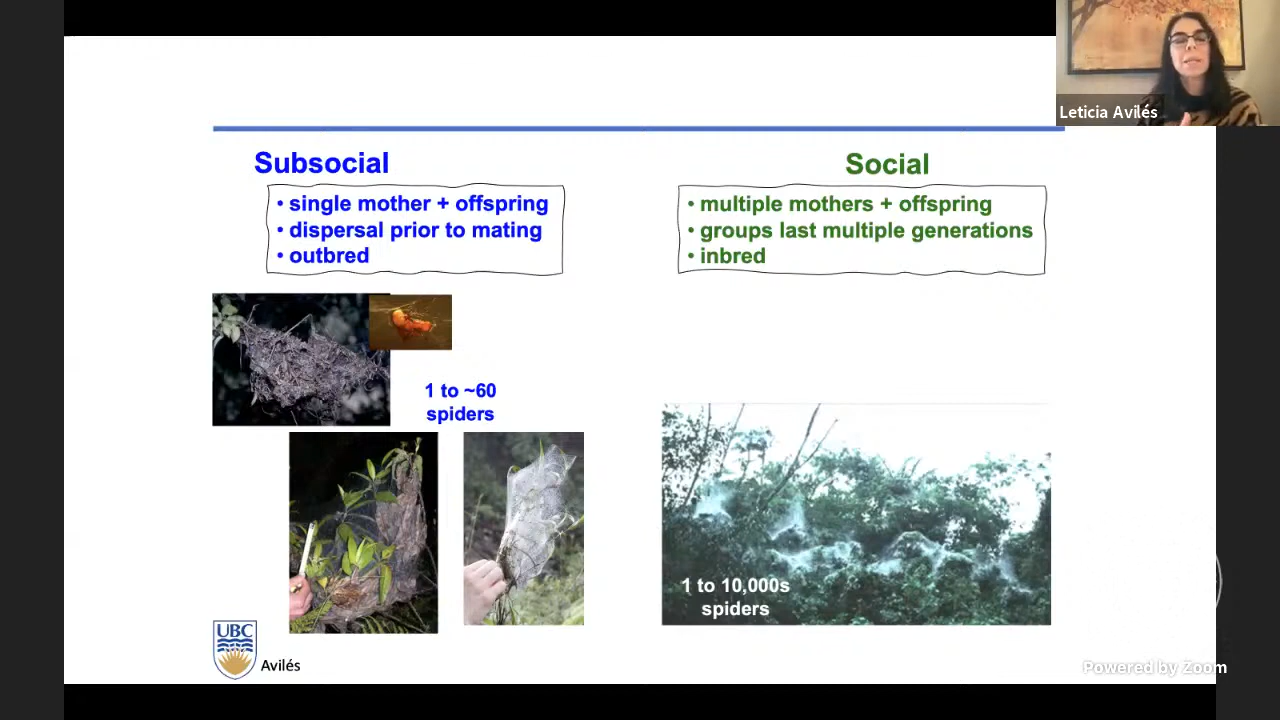 Leticia Avilés
Subsocial
• single mother + offspring
• dispersal prior to mating
• outbred
1 to ~60
spiders
Social
• multiple mothers + offspring
• groups last multiple generations
• inbred
1 to 10,000s
spiders
UBC
Avilés
Powered by Zoom